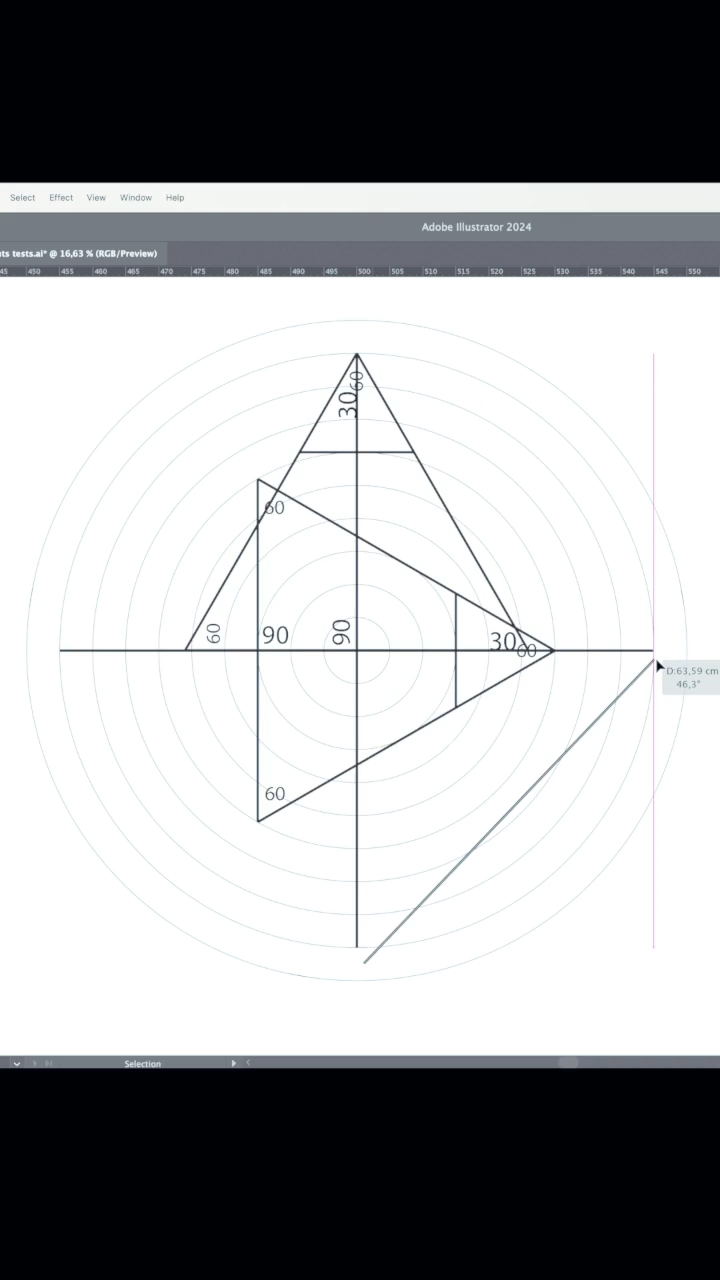 Select Effect View Window Help
Adobe Illustrator 2024
ts tests.ai* @ 16,63 % (RGB/Preview)
45 450 455 460 465 470 475 480 485 490 495 500 505 510 515 520 525 530 535 540 545 550
60
30
60
60
90
90
30
60
D:63,59 cm
46,3°
60
Selection